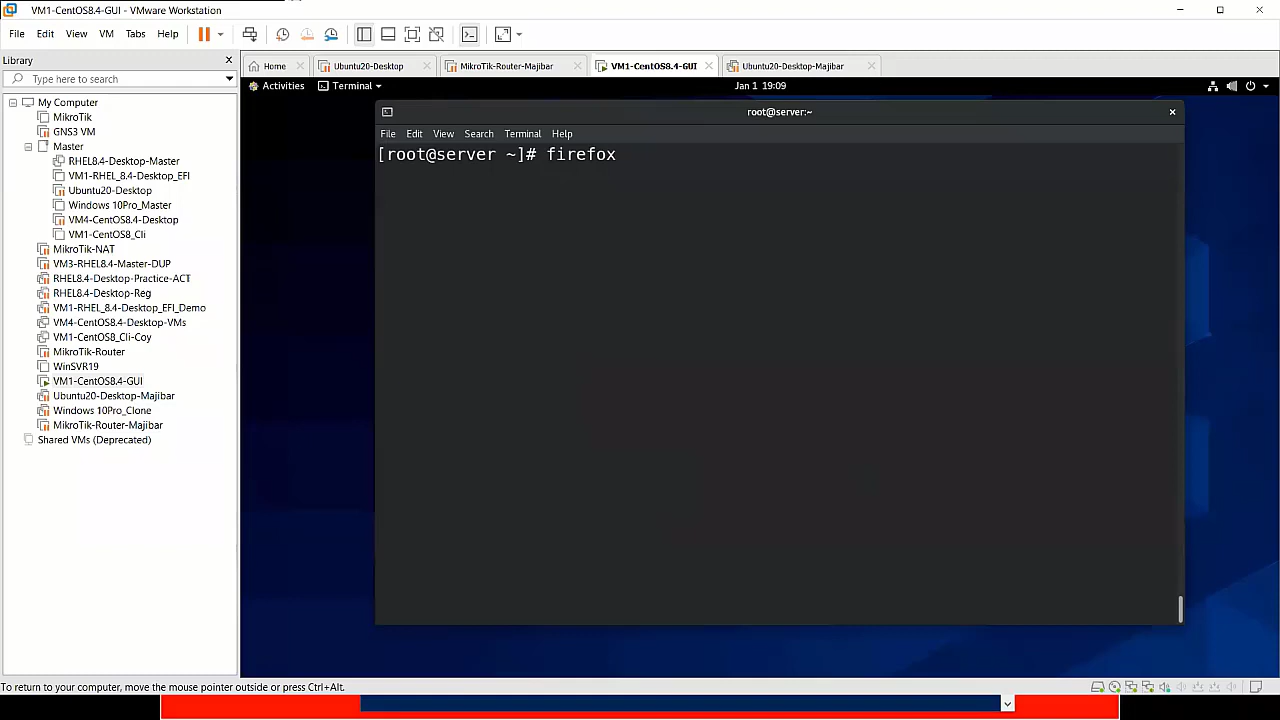 VM1-CentOS8.4-GUI - VMware Workstation
File Edit View VM Tabs Help
Library
Type here to search
Home
Ubuntu20-Desktop
MikroTik-Router-Majibar
VM1-CentOS8.4-GUI
Ubuntu20-Desktop-Majibar
My Computer
MikroTik
GNS3 VM
Master
RHEL8.4-Desktop-Master
VM1-RHEL_8.4-Desktop_EFI
Ubuntu20-Desktop
Windows 10Pro_Master
VM4-CentOS8.4-Desktop
VM1-CentOS8_Cli
MikroTik-NAT
VM3-RHEL8.4-Master-DUP
RHEL8.4-Desktop-Practice-ACT
RHEL8.4-Desktop-Reg
VM1-RHEL_8.4-Desktop_EFI_Demo
VM4-CentOS8.4-Desktop-VMs
VM1-CentOS8_Cli-Coy
MikroTik-Router
WinSVR19
VM1-CentOS8.4-GUI
Ubuntu20-Desktop-Majibar
Windows 10Pro_Clone
MikroTik-Router-Majibar
Shared VMs (Deprecated)
Activities Terminal Jan 1 19:09
root@server:~
File Edit View Search Terminal Help
[root@server ~]# firefox
To return to your computer, move the mouse pointer outside or press Ctrl+Alt.